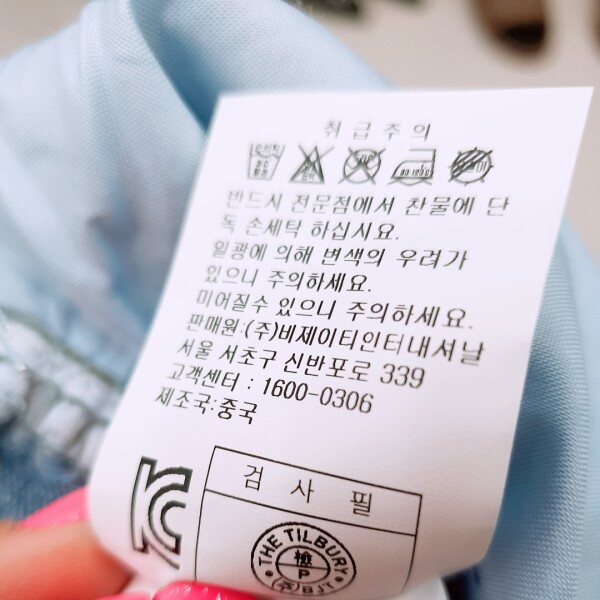 취급주의
반드시 전문점에서 찬물에 단
독 손세탁 하십시요.
일광에 의해 변색의 우려가
있으니 주의하세요.
미어질수 있으니 주의하세요.
판매원:(주)비제이티인터내셔날
서울 서초구 신반포로 339
고객센터 : 1600-0306
제조국:중국
검사필
THE TILBURY
檢
P
(주)BJT